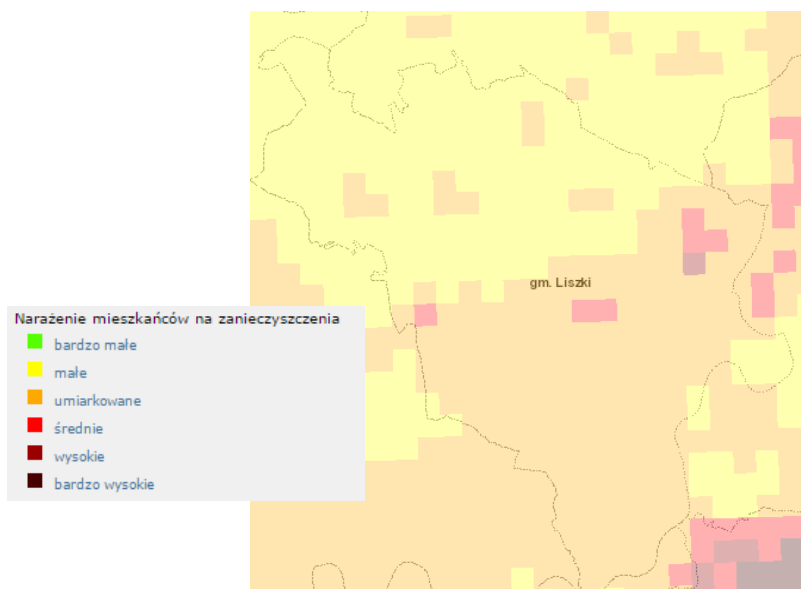 gm. Liszki
Narażenie mieszkańców na zanieczyszczenia
bardzo małe
małe
umiarkowane
średnie
wysokie
bardzo wysokie